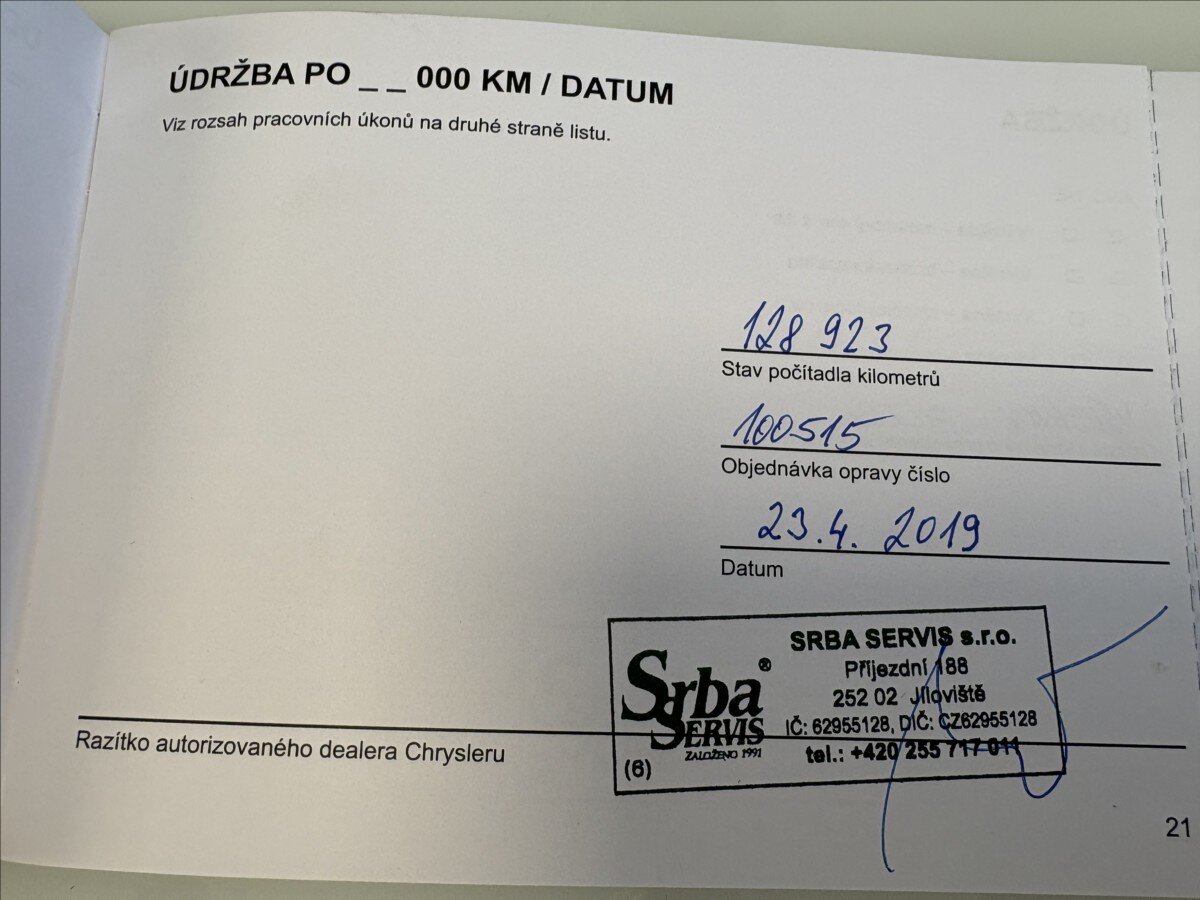 ÚDRŽBA PO _ _ 000 KM / DATUM
Viz rozsah pracovních úkonů na druhé straně listu.
128 923
Stav počítadla kilometrů
100515
Objednávka opravy číslo
23.4. 2019
Datum
Srba®
SERVIS
ZALOŽENO 1991
(6)
SRBA SERVIS s.r.o.
Příjezdní 188
252 02 Jíloviště
IČ: 62955128, DIČ: CZ62955128
tel.: +420 255 717 011
Razítko autorizovaného dealera Chrysleru
21